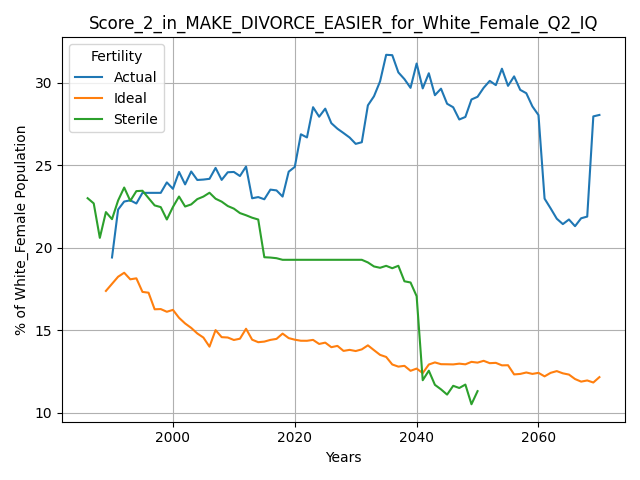 Score_2_in_MAKE_DIVORCE_EASIER_for_White_Female_Q2_IQ
Fertility
Actual
Ideal
Sterile
% of White_Female Population
30
25
20
15
10
2000 2020 2040 2060
Years